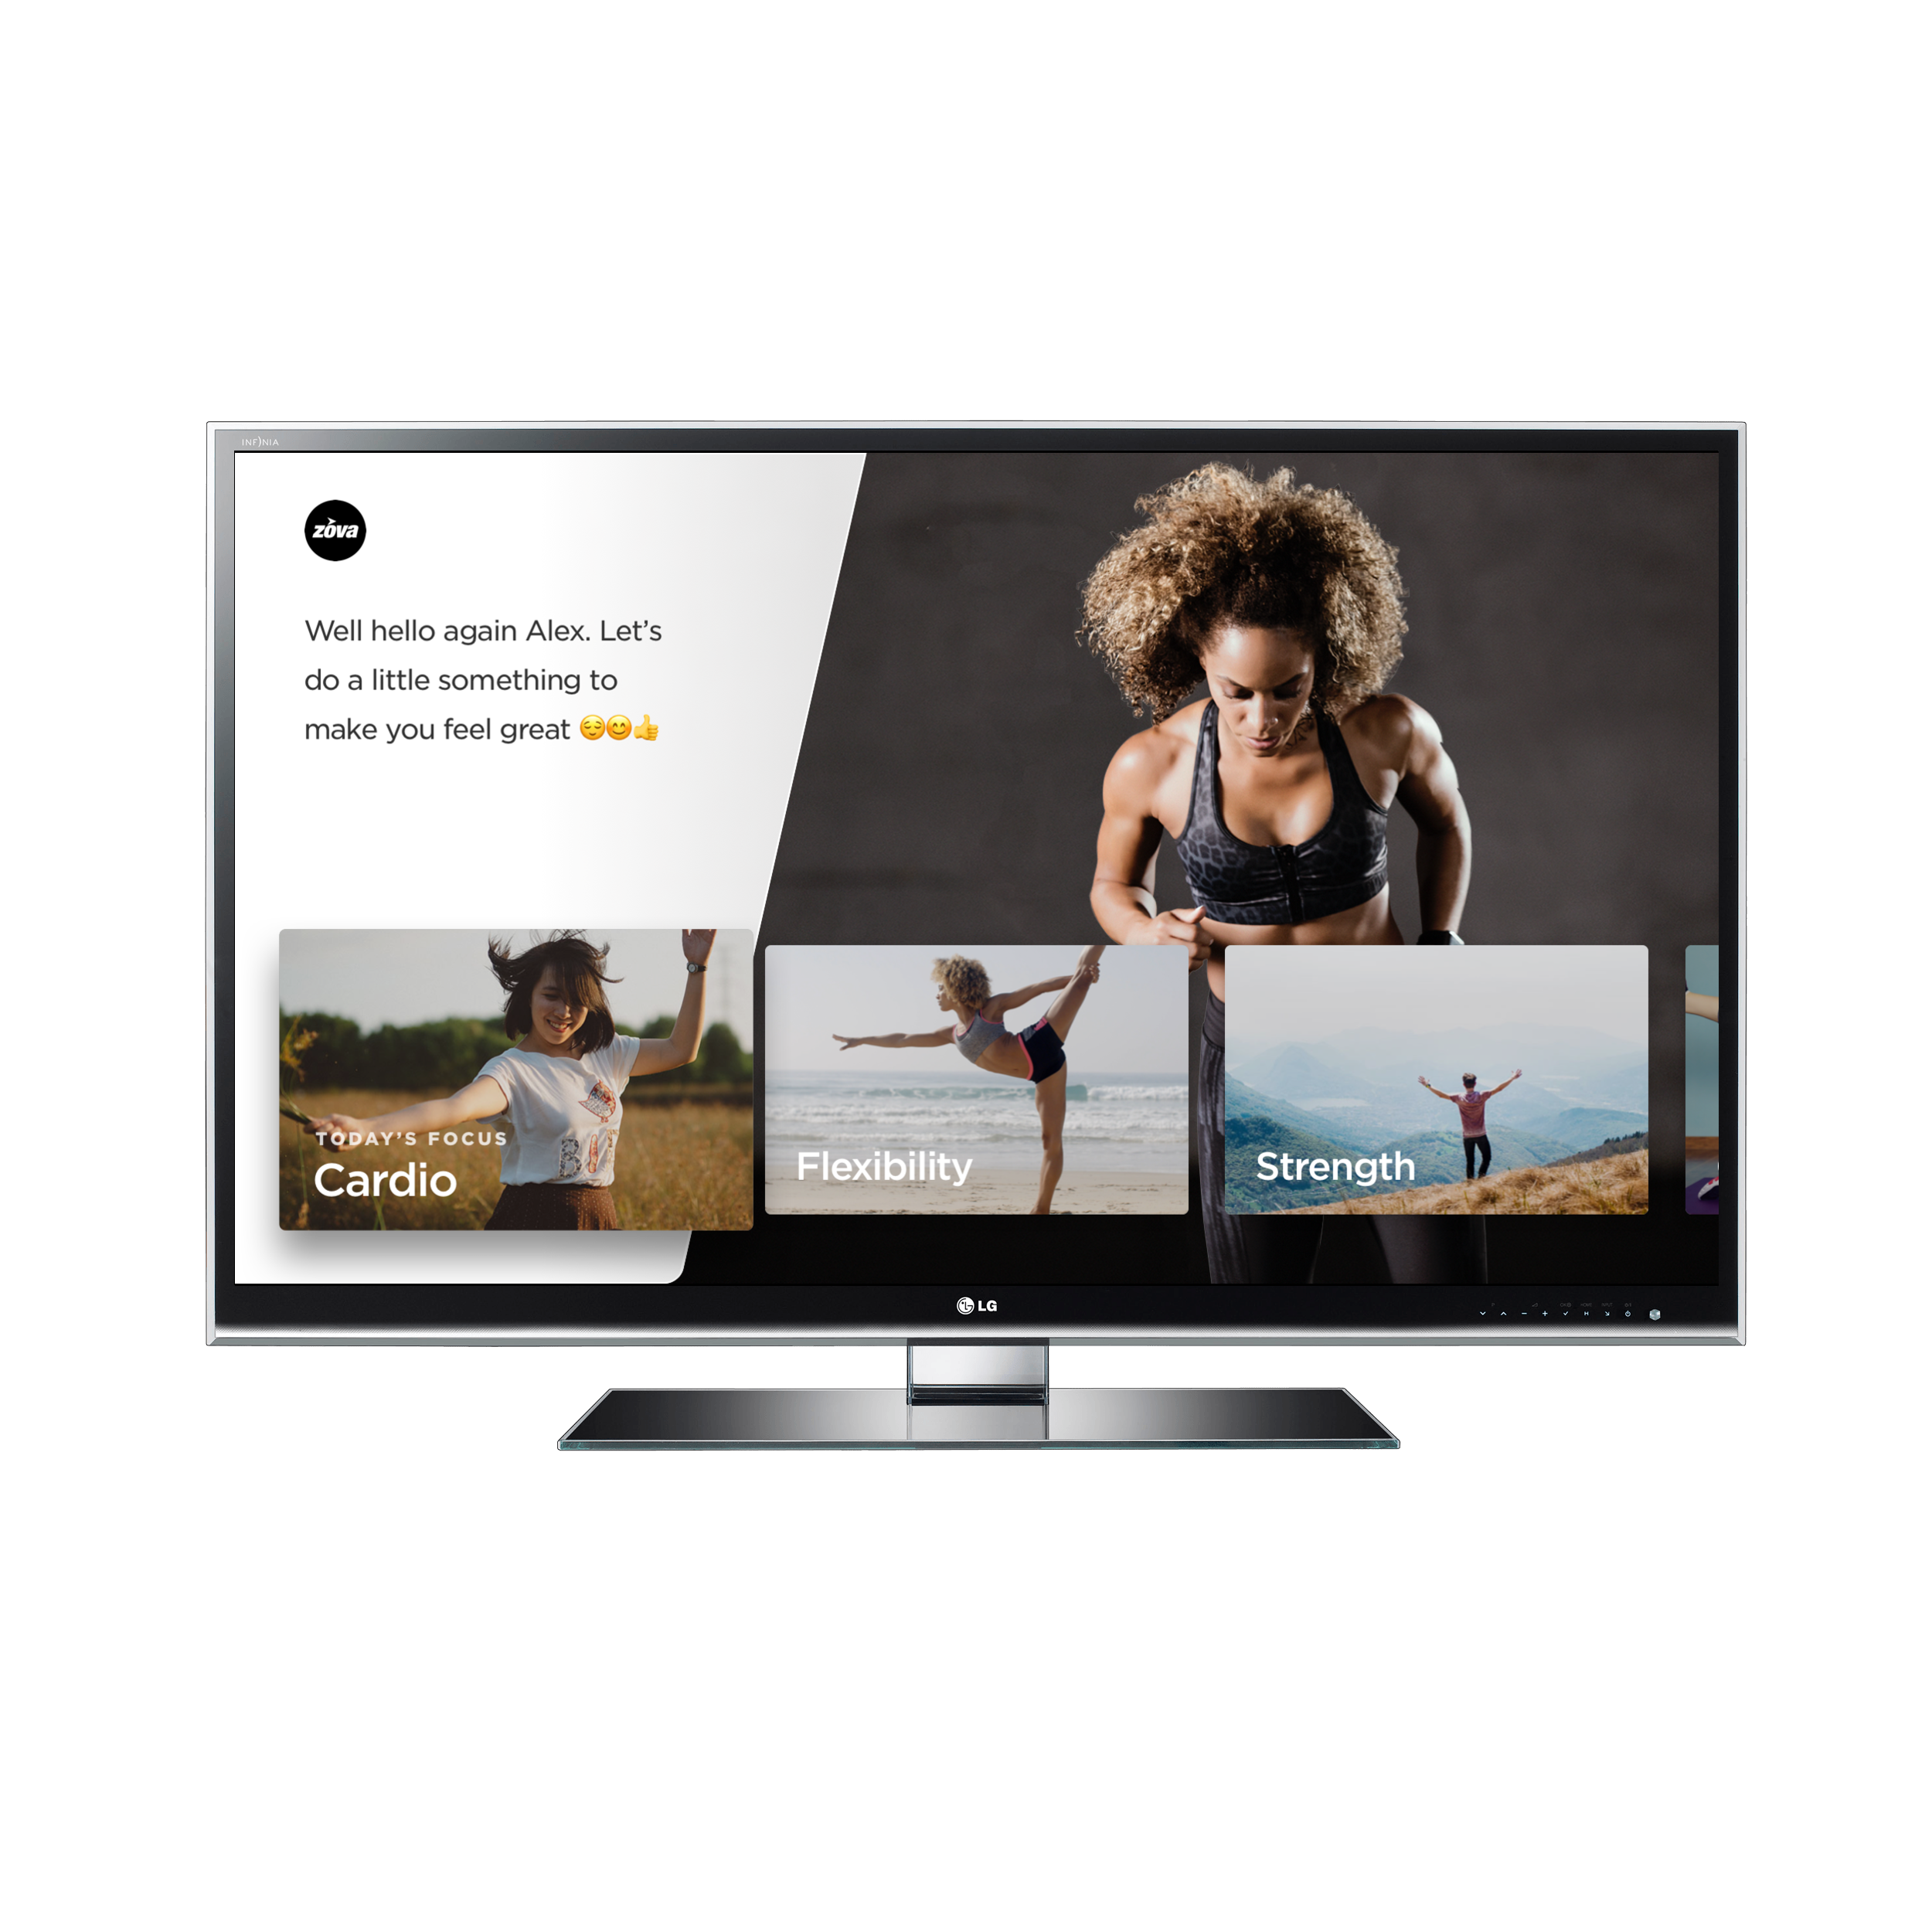 INFINIA
zova
Well hello again Alex. Let’s
do a little something to
make you feel great 😌😊👍
TODAY’S FOCUS
Cardio
Flexibility
Strength
LG